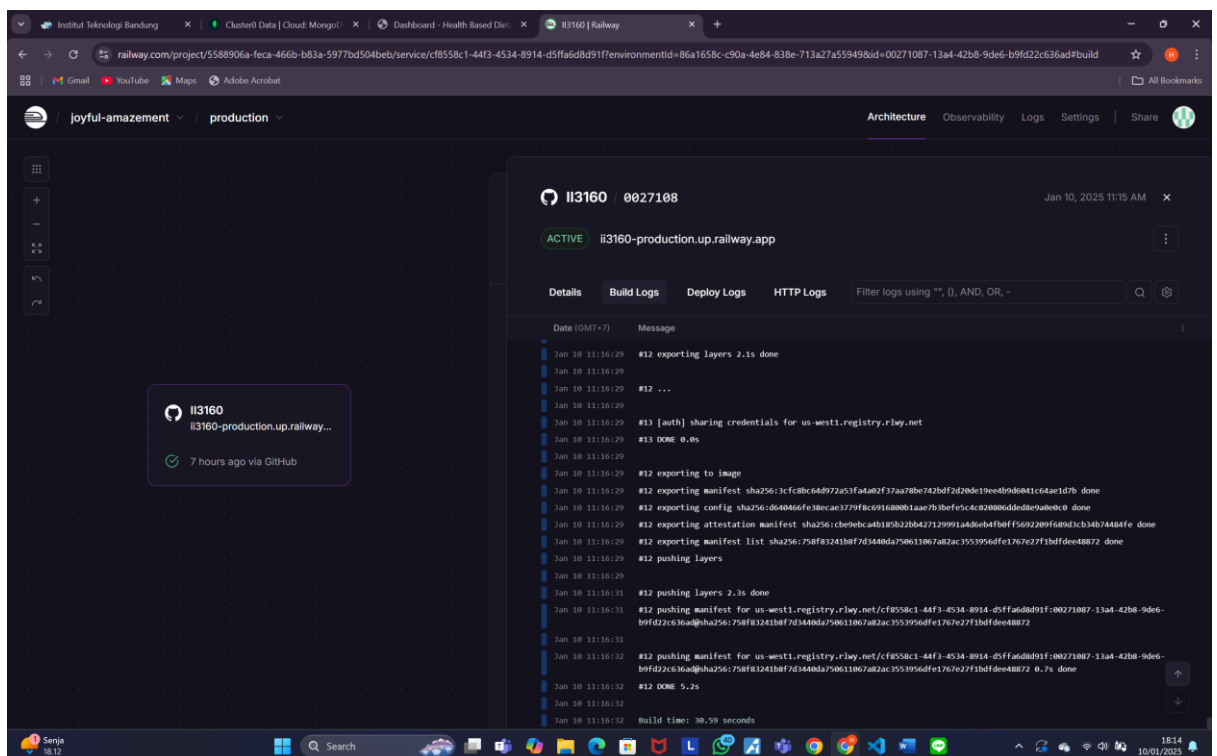 Institut Teknologi Bandung
Cluster0 Data | Cloud: MongoD
Dashboard - Health Based Diet
II3160 | Railway
railway.com/project/5588906a-feca-466b-b83a-5977bd504beb/service/cf8558c1-44f3-4534-8914-d5ffa6d8d91f?environmentId=86a1658c-c90a-4e84-838e-713a27a55949&id=00271087-13a4-42b8-9de6-b9fd22c636ad#build
Gmail YouTube Maps Adobe Acrobat All Bookmarks
joyful-amazement / production
Architecture Observability Logs Settings Share
II3160 / 0027108 Jan 10, 2025 11:15 AM
ACTIVE ii3160-production.up.railway.app
Details Build Logs Deploy Logs HTTP Logs Filter logs using "", (), AND, OR, -
Date (GMT+7) Message
Jan 10 11:16:29 #12 exporting layers 2.1s done
Jan 10 11:16:29
Jan 10 11:16:29 #12 ...
Jan 10 11:16:29
Jan 10 11:16:29 #13 [auth] sharing credentials for us-west1.registry.rlwy.net
Jan 10 11:16:29 #13 DONE 0.0s
Jan 10 11:16:29
Jan 10 11:16:29 #12 exporting to image
Jan 10 11:16:29 #12 exporting manifest sha256:3cfc8bc64d972a53fa4a02f37aa78be742bdf2d20de19ee4b9d6041c64ae1d7b done
Jan 10 11:16:29 #12 exporting config sha256:d640466fe38ecae3779f8c6916800b1aae7b3befe5c4c020806dded8e9a0e0c0 done
Jan 10 11:16:29 #12 exporting attestation manifest sha256:cbe9ebca4b185b22bb427129991a4d6eb4fb0ff5692209f689d3cb34b74484fe done
Jan 10 11:16:29 #12 exporting manifest list sha256:758f83241b8f7d3440da750611067a82ac3553956dfe1767e27f1bdfdee48872 done
Jan 10 11:16:29 #12 pushing layers
Jan 10 11:16:29
Jan 10 11:16:31 #12 pushing layers 2.3s done
Jan 10 11:16:31 #12 pushing manifest for us-west1.registry.rlwy.net/cf8558c1-44f3-4534-8914-d5ffa6d8d91f:00271087-13a4-42b8-9de6-
b9fd22c636ad@sha256:758f83241b8f7d3440da750611067a82ac3553956dfe1767e27f1bdfdee48872
Jan 10 11:16:31
Jan 10 11:16:32 #12 pushing manifest for us-west1.registry.rlwy.net/cf8558c1-44f3-4534-8914-d5ffa6d8d91f:00271087-13a4-42b8-9de6-
b9fd22c636ad@sha256:758f83241b8f7d3440da750611067a82ac3553956dfe1767e27f1bdfdee48872 0.7s done
Jan 10 11:16:32 #12 DONE 5.2s
Jan 10 11:16:32
Jan 10 11:16:32 Build time: 30.59 seconds
II3160
ii3160-production.up.railway...
7 hours ago via GitHub
Senja
18.12
Search
18:14
10/01/2025